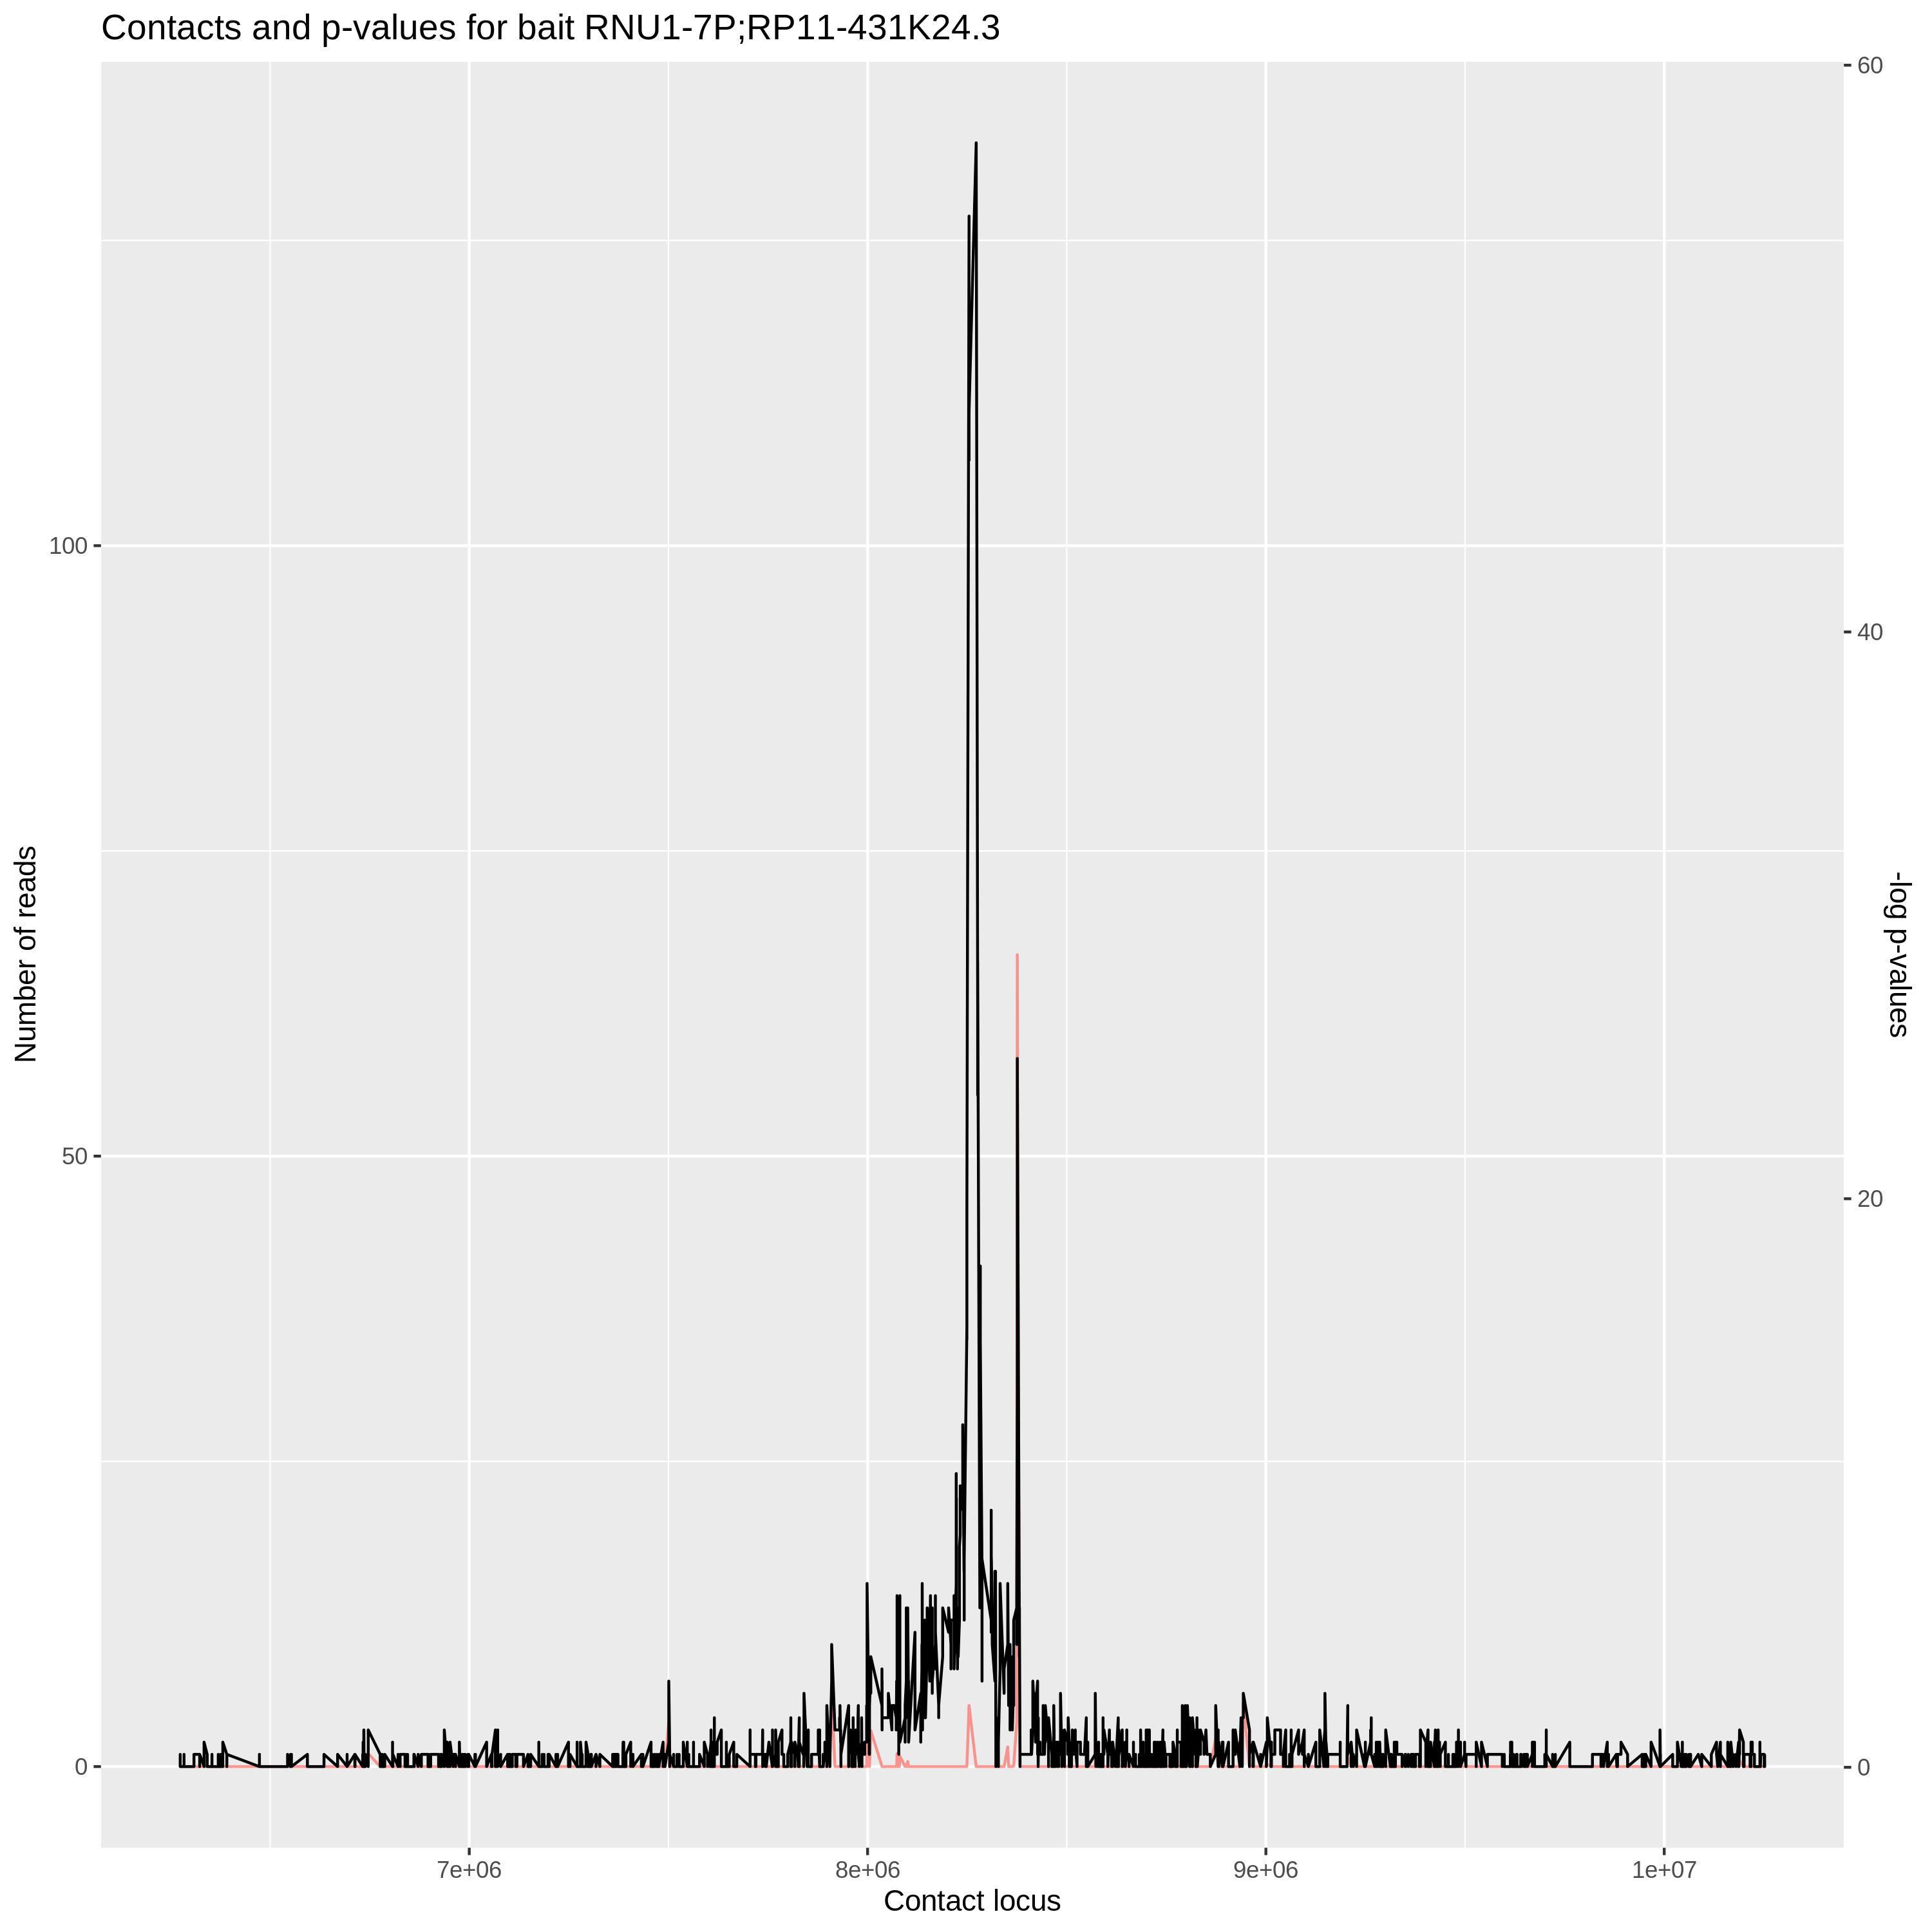 Contacts and p-values for bait RNU1-7P;RP11-431K24.3
60
100
40
Number of reads
-log p-values
50
20
0
0
7e+06
8e+06
9e+06
1e+07
Contact locus